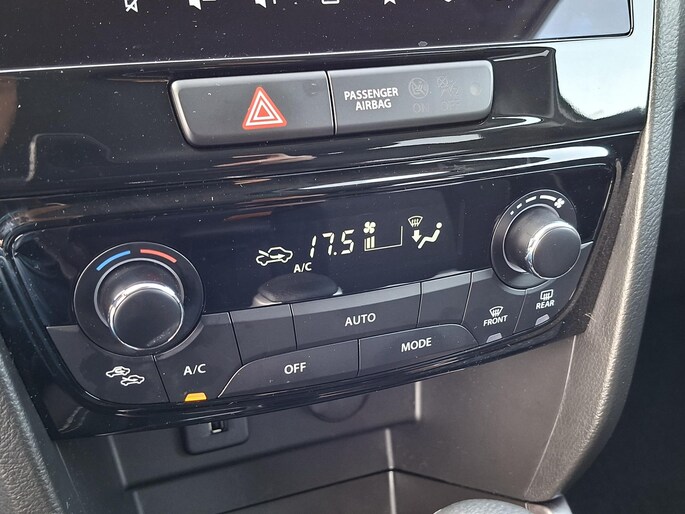 PASSENGER
AIRBAG
OFF
17.5
A/C
AUTO
FRONT
REAR
A/C
OFF
MODE